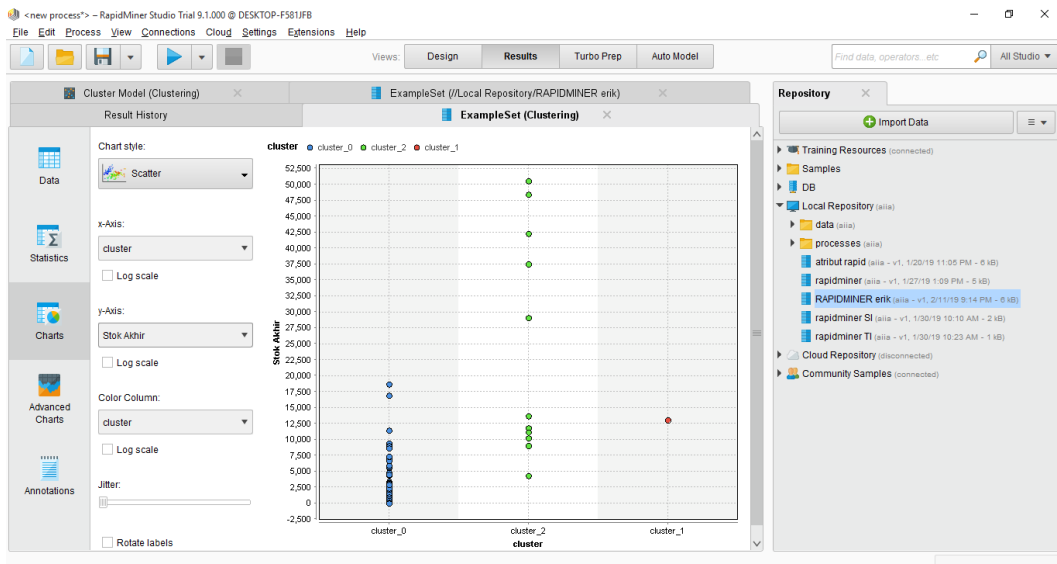 <new process*> – RapidMiner Studio Trial 9.1.000 @ DESKTOP-F581JFB
File Edit Process View Connections Cloud Settings Extensions Help
Views: Design Results Turbo Prep Auto Model Find data, operators...etc All Studio
Cluster Model (Clustering) ExampleSet (//Local Repository/RAPIDMINER erik)
Result History ExampleSet (Clustering)
Data
Statistics
Charts
Advanced
Charts
Annotations
Chart style:
Scatter
x-Axis:
cluster
Log scale
y-Axis:
Stok Akhir
Log scale
Color Column:
cluster
Log scale
Jitter:
Rotate labels
cluster cluster_0 cluster_2 cluster_1
52,500
50,000
47,500
45,000
42,500
40,000
37,500
35,000
32,500
30,000
27,500
25,000
22,500
20,000
17,500
15,000
12,500
10,000
7,500
5,000
2,500
0
-2,500
Stok Akhir
cluster_0 cluster_2 cluster_1
cluster
Repository
Import Data
Training Resources (connected)
Samples
DB
Local Repository (aiia)
data (aiia)
processes (aiia)
atribut rapid (aiia - v1, 1/20/19 11:05 PM - 6 kB)
rapidminer (aiia - v1, 1/27/19 1:09 PM - 5 kB)
RAPIDMINER erik (aiia - v1, 2/11/19 9:14 PM - 6 kB)
rapidminer SI (aiia - v1, 1/30/19 10:10 AM - 2 kB)
rapidminer TI (aiia - v1, 1/30/19 10:23 AM - 1 kB)
Cloud Repository (disconnected)
Community Samples (connected)